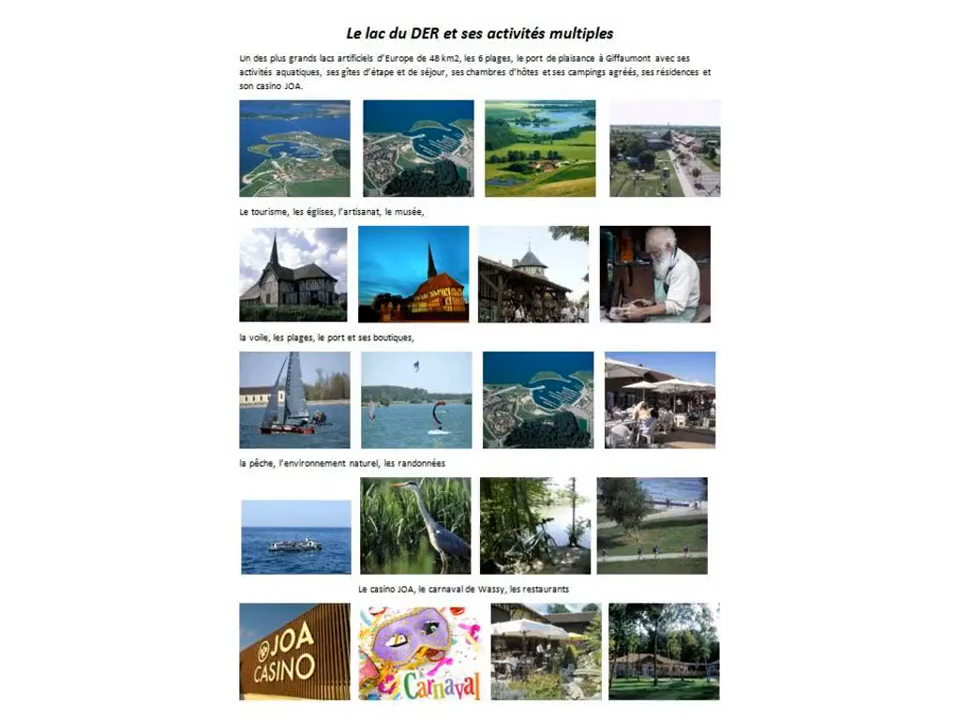 Le lac du DER et ses activités multiples
Un des plus grands lacs artificiels d'Europe de 48 km2, les 6 plages, le port de plaisance à Giffaumont avec ses
activités aquatiques, ses gîtes d'étape et de séjour, ses chambres d'hôtes et ses campings agréés, ses résidences et
son casino JOA.
Le tourisme, les églises, l'artisanat, le musée,
la voile, les plages, le port et ses boutiques,
la pêche, l'environnement naturel, les randonnées
Le casino JOA, le carnaval de Wassy, les restaurants
JOA
CASINO
Carnaval